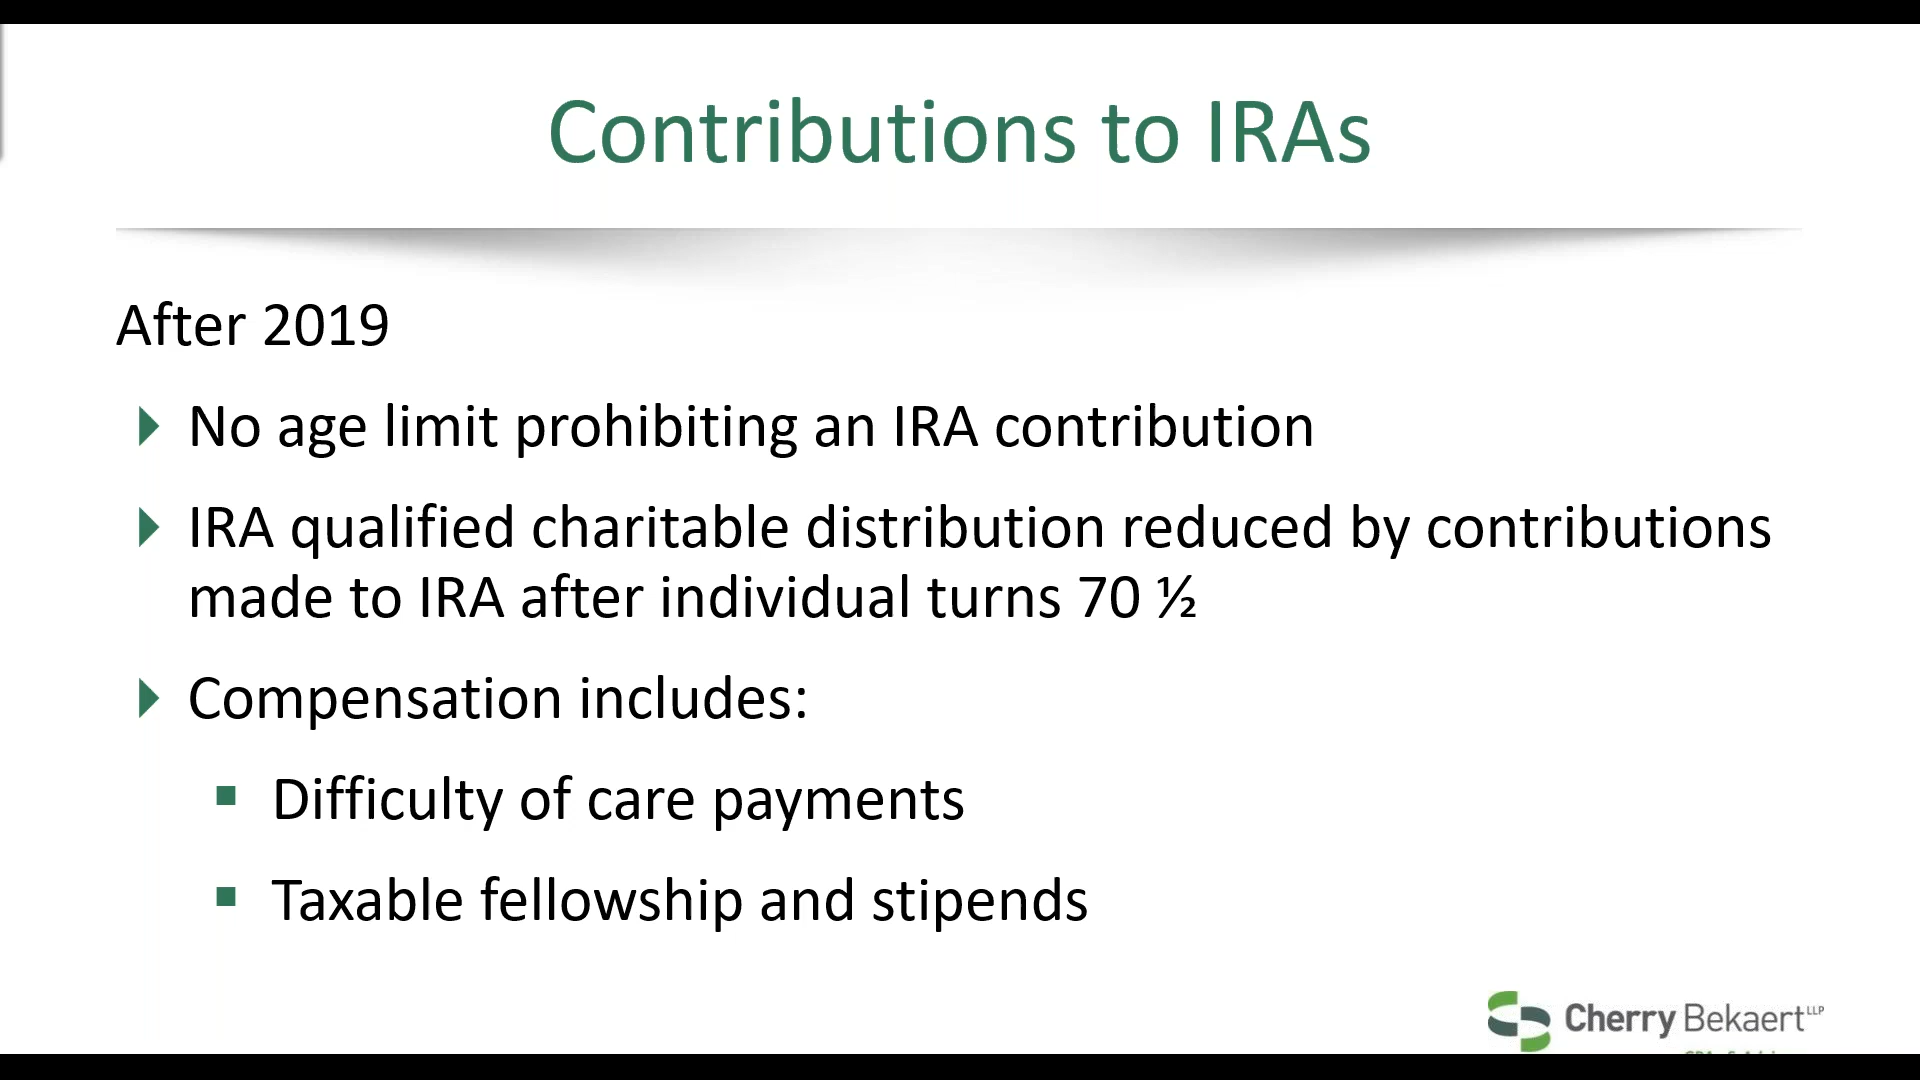 Contributions to IRAs
After 2019
No age limit prohibiting an IRA contribution
IRA qualified charitable distribution reduced by contributions
made to IRA after individual turns 70 ½
Compensation includes:
Difficulty of care payments
Taxable fellowship and stipends
Cherry Bekaert LLP